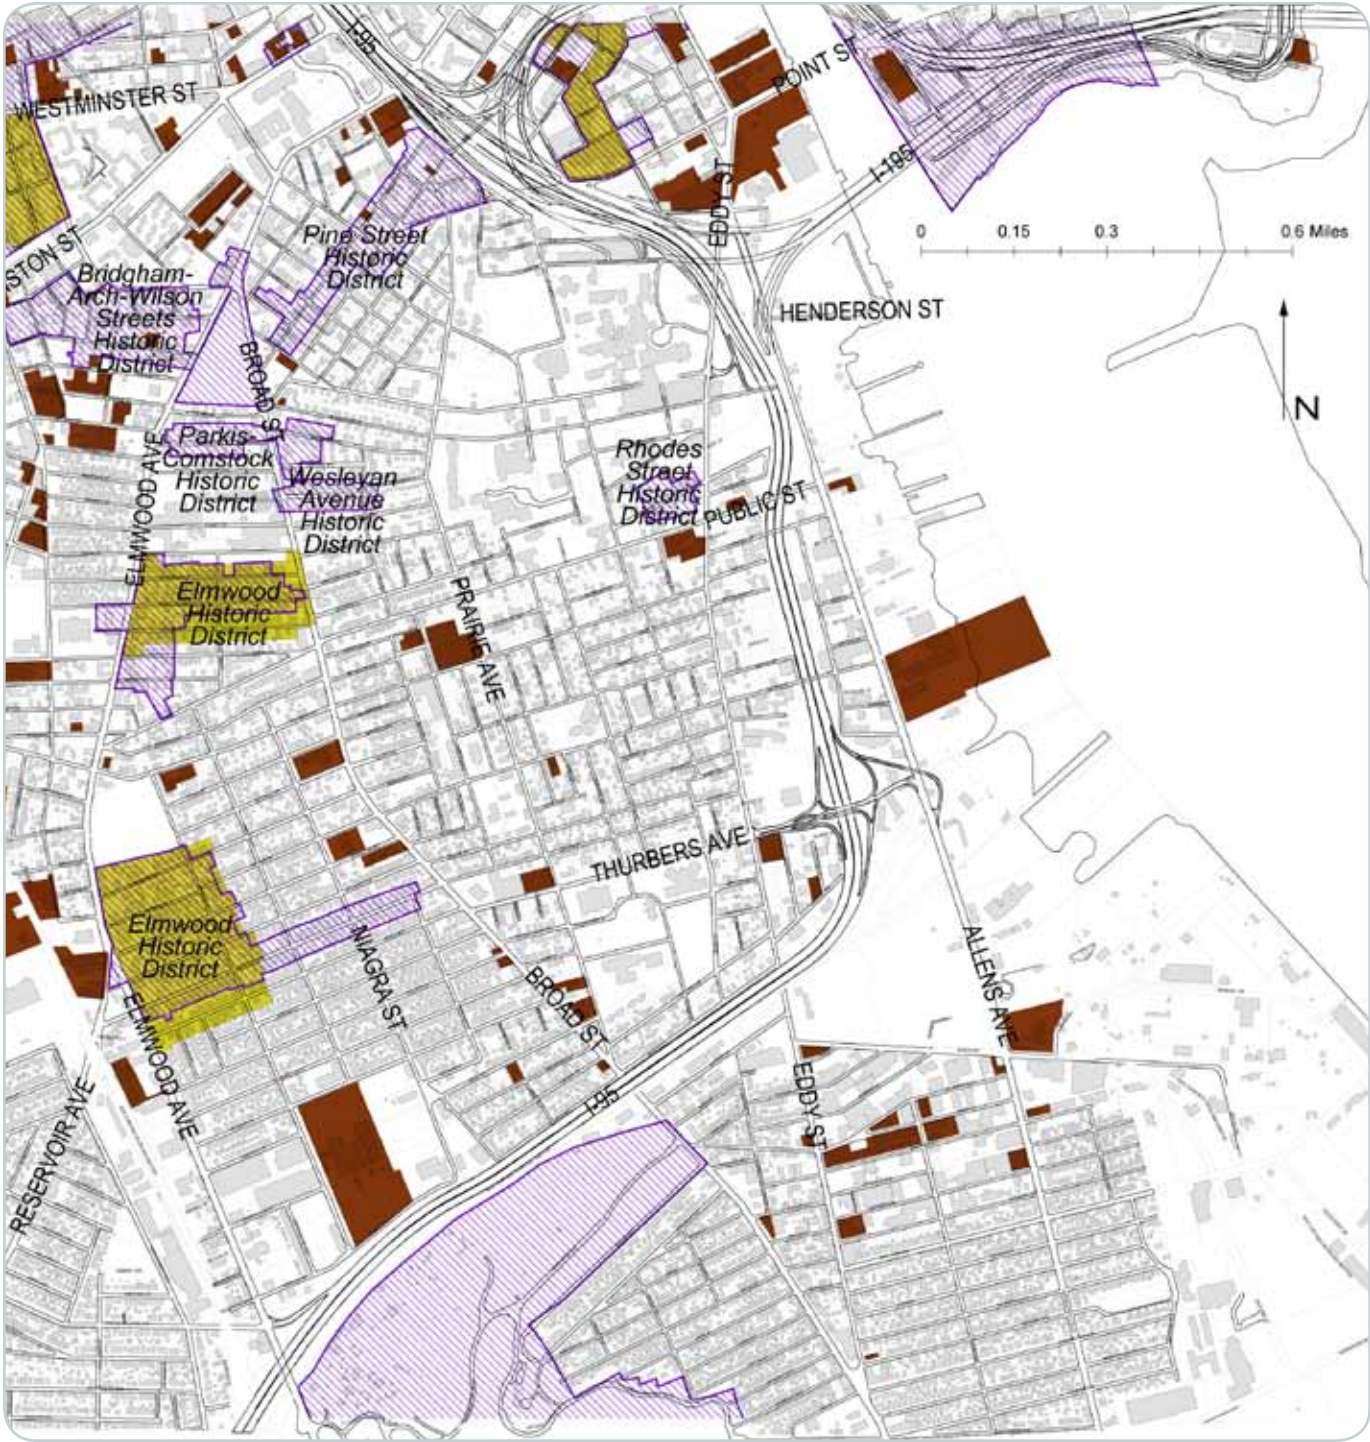 I-95
WESTMINSTER ST
POINT ST
I-195
EDDY ST
STON ST
Pine Street
Historic
District
0 0.15 0.3 0.6 Miles
Bridgham-
Arch-Wilson
Streets
Historic
District
HENDERSON ST
BROAD ST
N
ELMWOOD AVE
Parkis-
Comstock
Historic
District
Wesleyan
Avenue
Historic
District
Rhodes
Street
Historic
District
PUBLIC ST
Elmwood
Historic
District
PRAIRIE AVE
THURBERS AVE
Elmwood
Historic
District
NIAGRA ST
BROAD ST
ALLENS AVE
ELMWOOD AVE
RESERVOIR AVE
I-95
EDDY ST